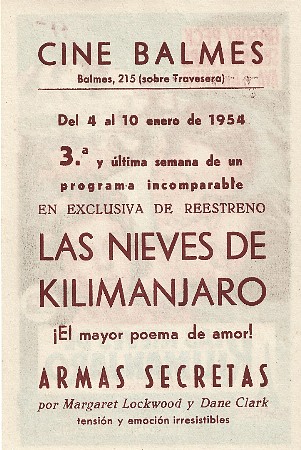 CINE BALMES
Balmes, 215 (sobre Travesera)
Del 4 al 10 enero de 1954
3.ª y última semana de un
programa incomparable
EN EXCLUSIVA DE REESTRENO
LAS NIEVES DE
KILIMANJARO
¡El mayor poema de amor!
ARMAS SECRETAS
por Margaret Lockwood y Dane Clark
tensión y emoción irresistibles